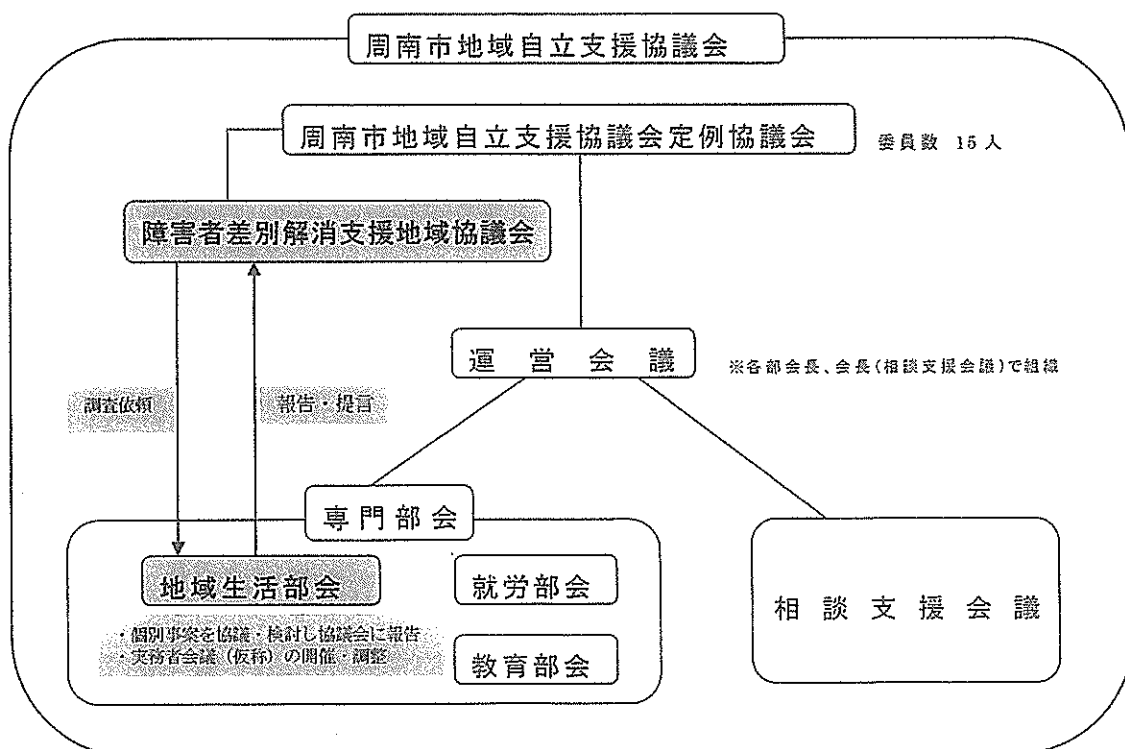 周南市地域自立支援協議会
周南市地域自立支援協議会定例協議会
委員数 15人
障害者差別解消支援地域協議会
運営会議
※各部会長、会長(相談支援会議)で組織
調査依頼
報告・提言
専門部会
地域生活部会
・個別事案を協議・検討し協議会に報告
・実務者会議(仮称)の開催・調整
就労部会
教育部会
相談支援会議